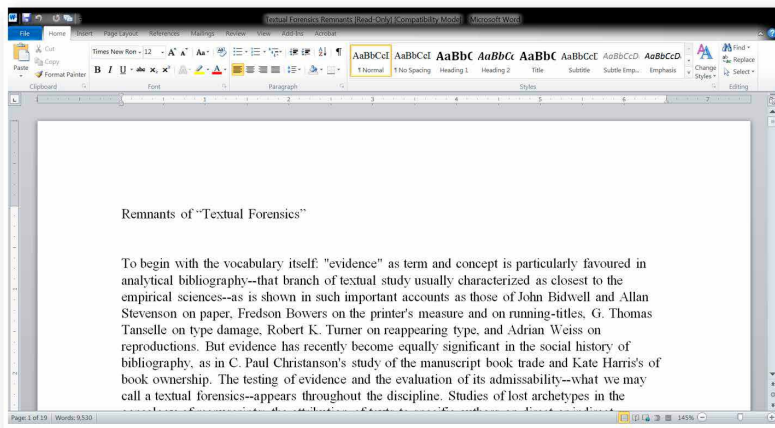 Textual Forensics Remnants [Read-Only] [Compatibility Mode] - Microsoft Word
File Home Insert Page Layout References Mailings Review View Add-Ins Acrobat
Cut
Copy
Format Painter
Paste
Clipboard
Times New Ron 12
Font
Paragraph
AaBbCcI AaBbCcI AaBbC AaBbCc AaBbC AaBbCcE AaBbCcD AaBbCcD
¶ Normal ¶ No Spacing Heading 1 Heading 2 Title Subtitle Subtle Emp... Emphasis
Styles
Change Styles
Find
Replace
Select
Editing
Remnants of “Textual Forensics”
To begin with the vocabulary itself: "evidence" as term and concept is particularly favoured in
analytical bibliography--that branch of textual study usually characterized as closest to the
empirical sciences--as is shown in such important accounts as those of John Bidwell and Allan
Stevenson on paper, Fredson Bowers on the printer's measure and on running-titles, G. Thomas
Tanselle on type damage, Robert K. Turner on reappearing type, and Adrian Weiss on
reproductions. But evidence has recently become equally significant in the social history of
bibliography, as in C. Paul Christanson's study of the manuscript book trade and Kate Harris's of
book ownership. The testing of evidence and the evaluation of its admissability--what we may
call a textual forensics--appears throughout the discipline. Studies of lost archetypes in the
Page: 1 of 19 Words: 9,530 145%